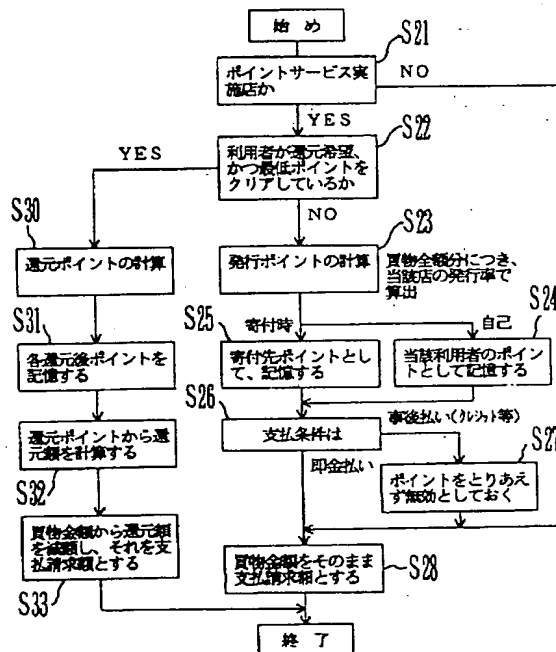 始 め
S21
ポイントサービス実
施店か
NO
YES
S22
利用者が還元希望、
かつ最低ポイントを
クリアしているか
YES
NO
S30
還元ポイントの計算
S23
発行ポイントの計算
買物金額分につき、
当該店の発行率で
算出
S31
各還元後ポイントを
記憶する
S25
寄付時
寄付先ポイントとし
て、記憶する
自己
S24
当該利用者のポイン
トとして記憶する
S26
支払条件は
事後払い(クレジット等)
即金払い
S27
ポイントをとりあえ
ず無効としておく
還元ポイントから還
元額を計算する
S32
買物金額から還元額
を減額し、それを支
払請求額とする
S33
買物金額をそのまま
支払請求額とする
S28
終 了